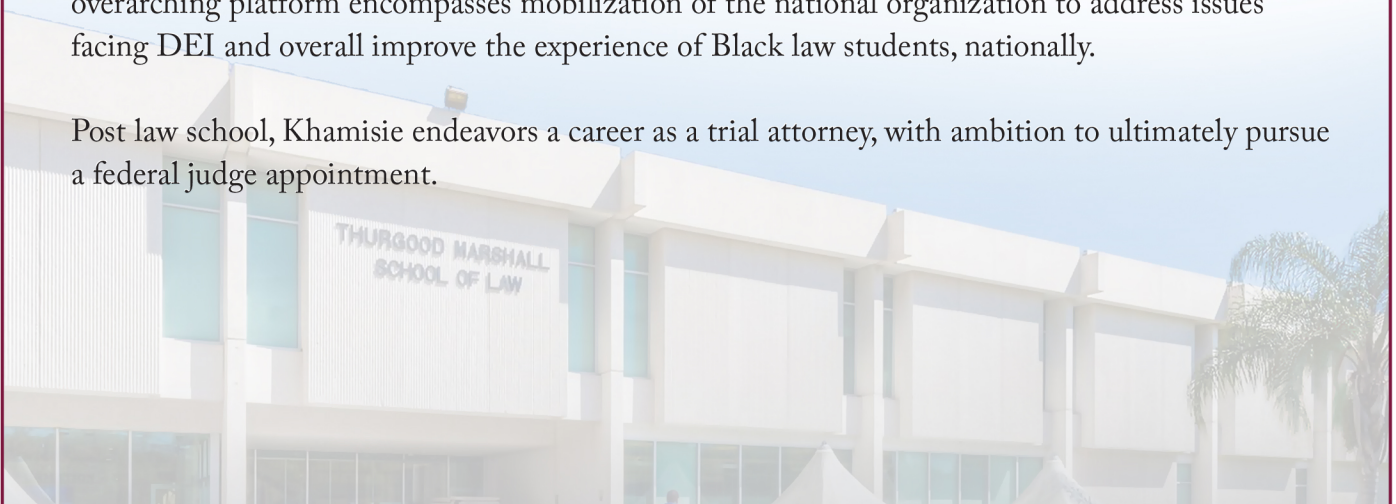 overarching platform encompasses mobilization of the national organization to address issues
facing DEI and overall improve the experience of Black law students, nationally.
Post law school, Khamisie endeavors a career as a trial attorney, with ambition to ultimately pursue
a federal judge appointment.
THURGOOD MARSHALL
SCHOOL OF LAW